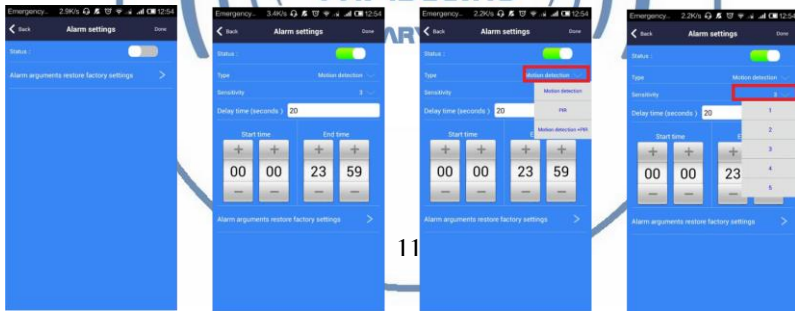 Emergency.. 2.9K/s 12:54
Back Alarm settings Done
Status :
Alarm arguments restore factory settings >
Emergency.. 3.4K/s 12:54
Back Alarm settings Done
Status :
Type Motion detection
Sensitivity 3
Delay time (seconds ) 20
Start time End time
+ + + +
00 00 23 59
— — — —
Alarm arguments restore factory settings >
Emergency.. 2.2K/s 12:54
Back Alarm settings Done
Status :
Type Motion detection
Sensitivity Motion detection
Delay time (seconds ) 20 PIR
Motion detection +PIR
Start time E
+ + + +
00 00 23 59
— — — —
Alarm arguments restore factory settings >
Emergency.. 2.2K/s 12:54
Back Alarm settings Done
Status :
Type Motion detection
Sensitivity 3
Delay time (seconds ) 20
1
2
3
4
5
Start time E
+ + +
00 00 23
— — —
Alarm arguments restore factory settings >
11